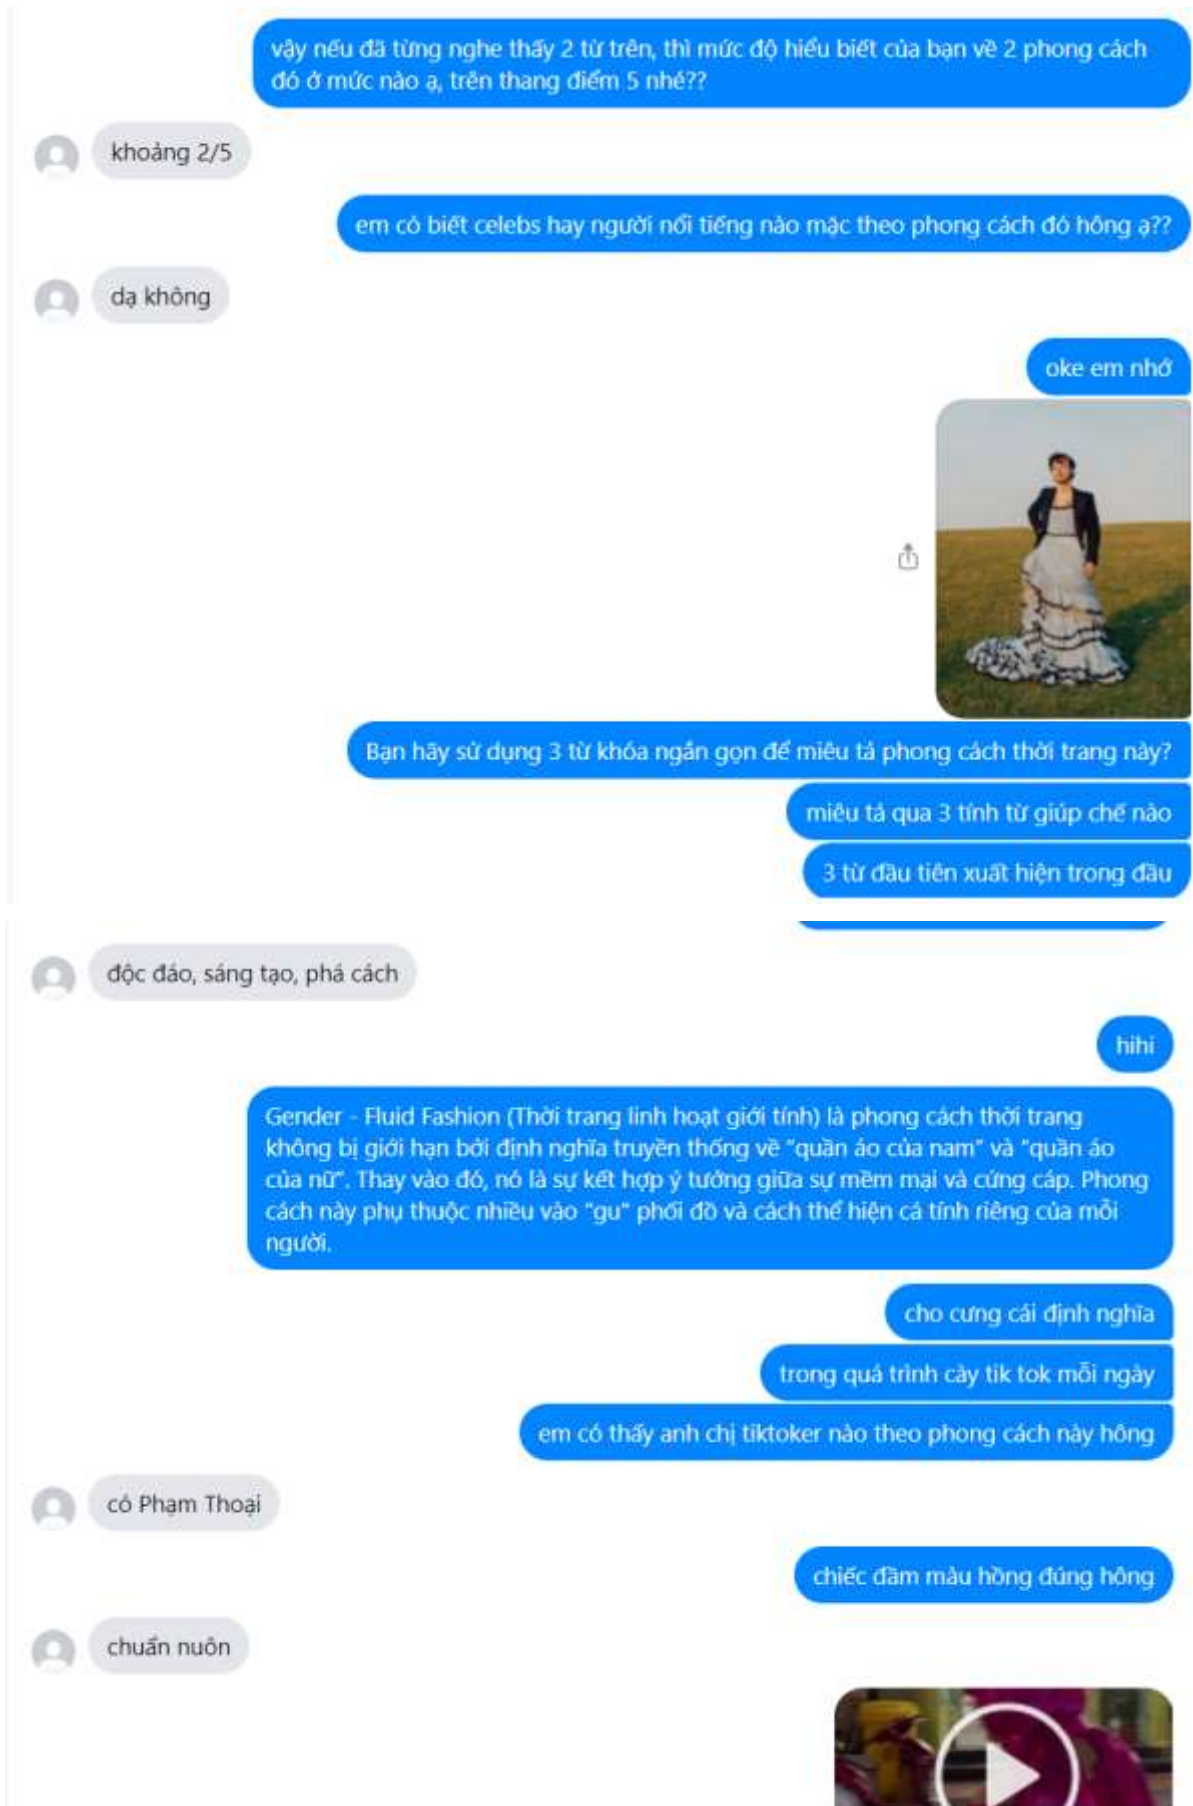 vậy nếu đã từng nghe thấy 2 từ trên, thì mức độ hiểu biết của bạn về 2 phong cách
đó ở mức nào ạ, trên thang điểm 5 nhé??
khoảng 2/5
em có biết celebs hay người nổi tiếng nào mặc theo phong cách đó hông ạ??
dạ không
oke em nhớ
Bạn hãy sử dụng 3 từ khóa ngắn gọn để miêu tả phong cách thời trang này?
miêu tả qua 3 tính từ giúp chế nào
3 từ đầu tiên xuất hiện trong đầu
độc đáo, sáng tạo, phá cách
hihi
Gender - Fluid Fashion (Thời trang linh hoạt giới tính) là phong cách thời trang
không bị giới hạn bởi định nghĩa truyền thống về "quần áo của nam" và "quần áo
của nữ". Thay vào đó, nó là sự kết hợp ý tưởng giữa sự mềm mại và cứng cáp. Phong
cách này phụ thuộc nhiều vào "gu" phối đồ và cách thể hiện cá tính riêng của mỗi
người.
cho cưng cái định nghĩa
trong quá trình cày tik tok mỗi ngày
em có thấy anh chị tiktoker nào theo phong cách này hông
có Phạm Thoại
chiếc đầm màu hồng đúng hông
chuẩn nuôn